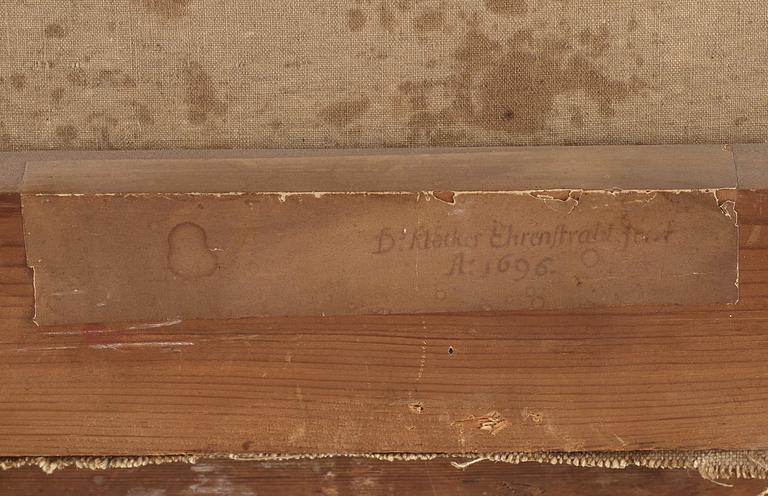 D: Klöcker Ehrenstrahl fecit
A: 1696.